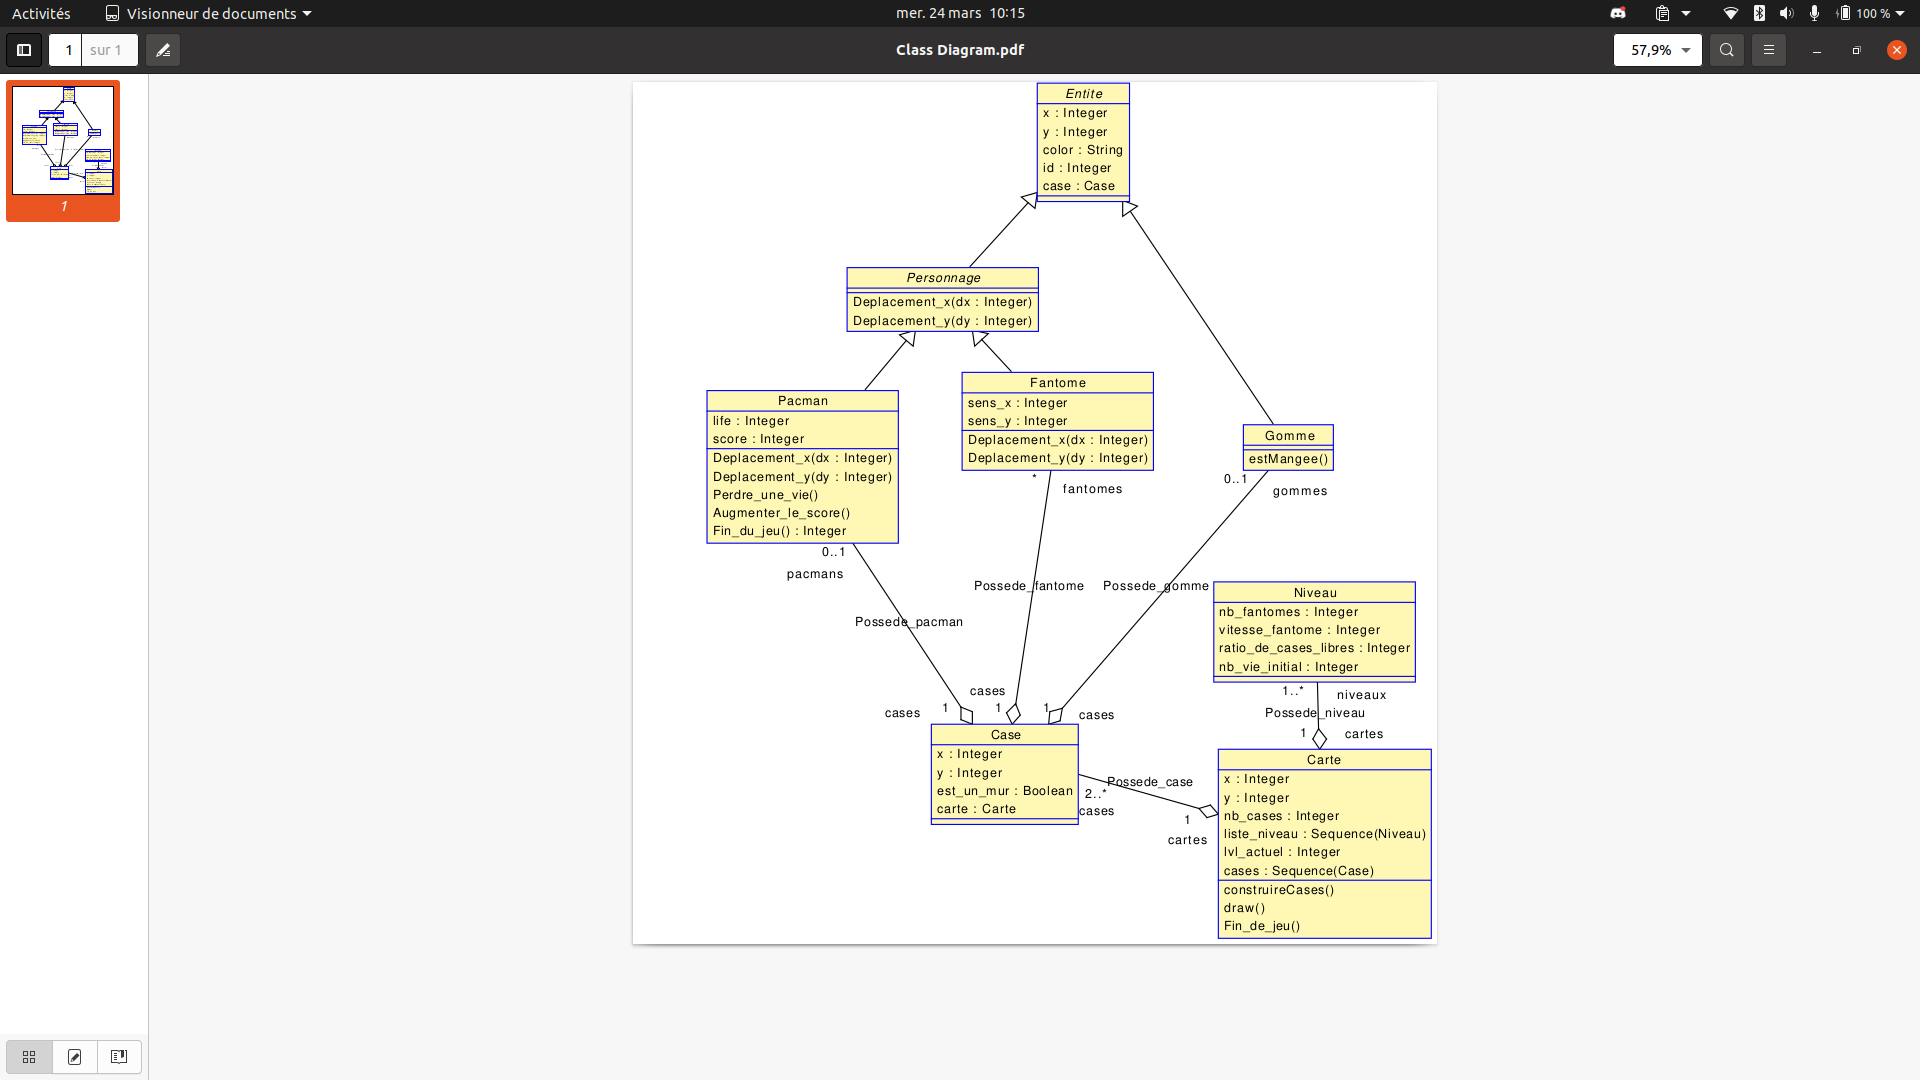 Activités
Visionneur de documents
mer. 24 mars 10:15
100 %
1
sur 1
Class Diagram.pdf
57,9%
1
Entite
x : Integer
y : Integer
color : String
id : Integer
case : Case
Personnage
Deplacement_x(dx : Integer)
Deplacement_y(dy : Integer)
Pacman
life : Integer
score : Integer
Deplacement_x(dx : Integer)
Deplacement_y(dy : Integer)
Perdre_une_vie()
Augmenter_le_score()
Fin_du_jeu() : Integer
Fantome
sens_x : Integer
sens_y : Integer
Deplacement_x(dx : Integer)
Deplacement_y(dy : Integer)
Gomme
estMangee()
0..1
pacmans
*
fantomes
0..1
gommes
Possede_pacman
Possede_fantome
Possede_gomme
Niveau
nb_fantomes : Integer
vitesse_fantome : Integer
ratio_de_cases_libres : Integer
nb_vie_initial : Integer
1..*
niveaux
Possede_niveau
1
cartes
cases
1
cases
1
1
cases
Case
x : Integer
y : Integer
est_un_mur : Boolean
carte : Carte
Possede_case
2..*
cases
1
cartes
Carte
x : Integer
y : Integer
nb_cases : Integer
liste_niveau : Sequence(Niveau)
lvl_actuel : Integer
cases : Sequence(Case)
construireCases()
draw()
Fin_de_jeu()